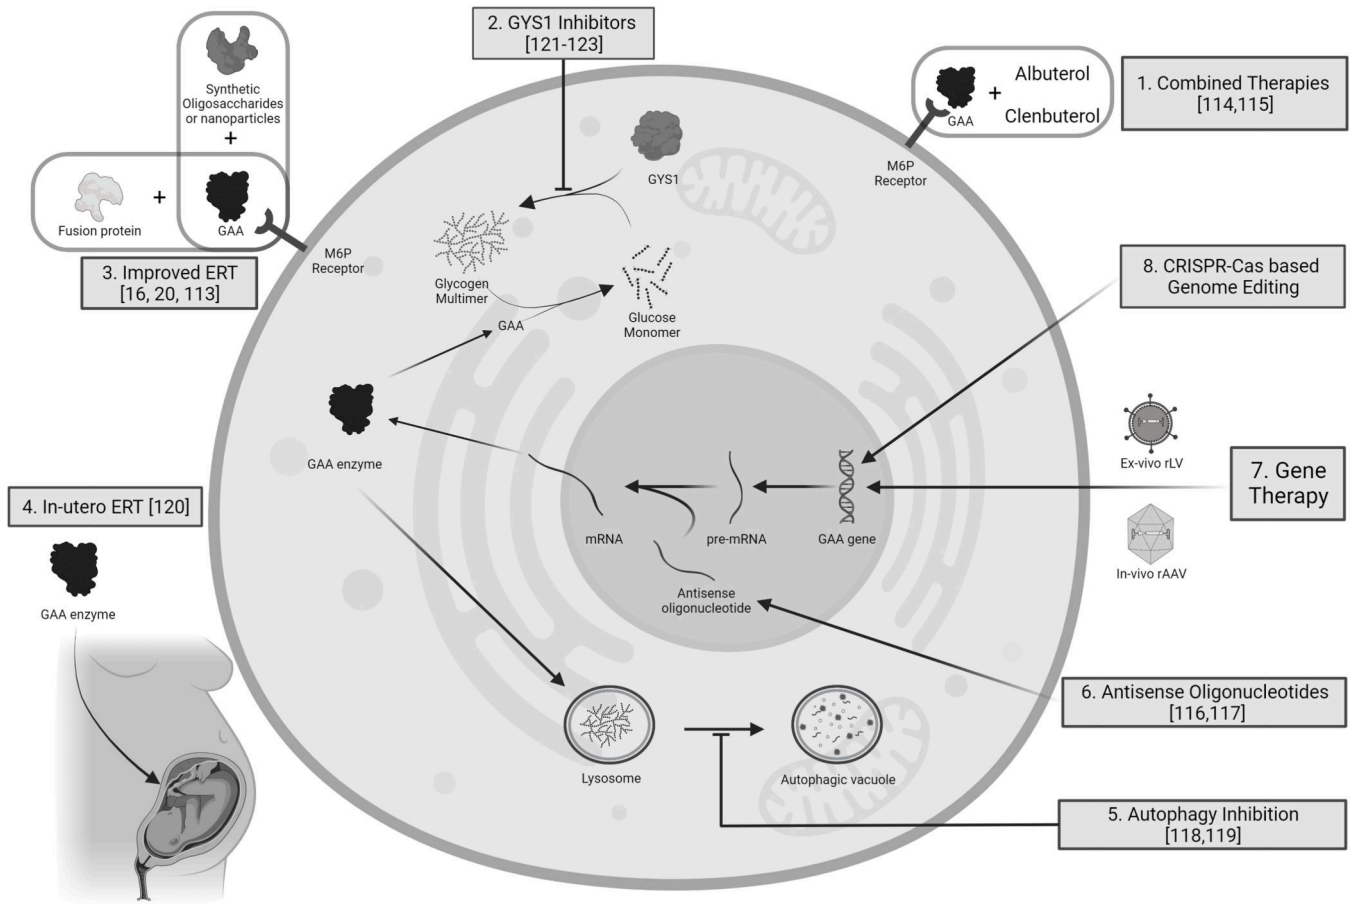 2. GYS1 Inhibitors
[121-123]
Synthetic
Oligosaccharides
or nanoparticles
+
Fusion protein
+
GAA
M6P
Receptor
3. Improved ERT
[16, 20, 113]
GAA
+
Albuterol
Clenbuterol
M6P
Receptor
1. Combined Therapies
[114,115]
GYS1
Glycogen
Multimer
Glucose
Monomer
GAA
8. CRISPR-Cas based
Genome Editing
GAA enzyme
Ex-vivo rLV
7. Gene
Therapy
In-vivo rAAV
4. In-utero ERT [120]
GAA enzyme
mRNA
pre-mRNA
GAA gene
Antisense
oligonucleotide
6. Antisense Oligonucleotides
[116,117]
Lysosome
Autophagic vacuole
5. Autophagy Inhibition
[118,119]